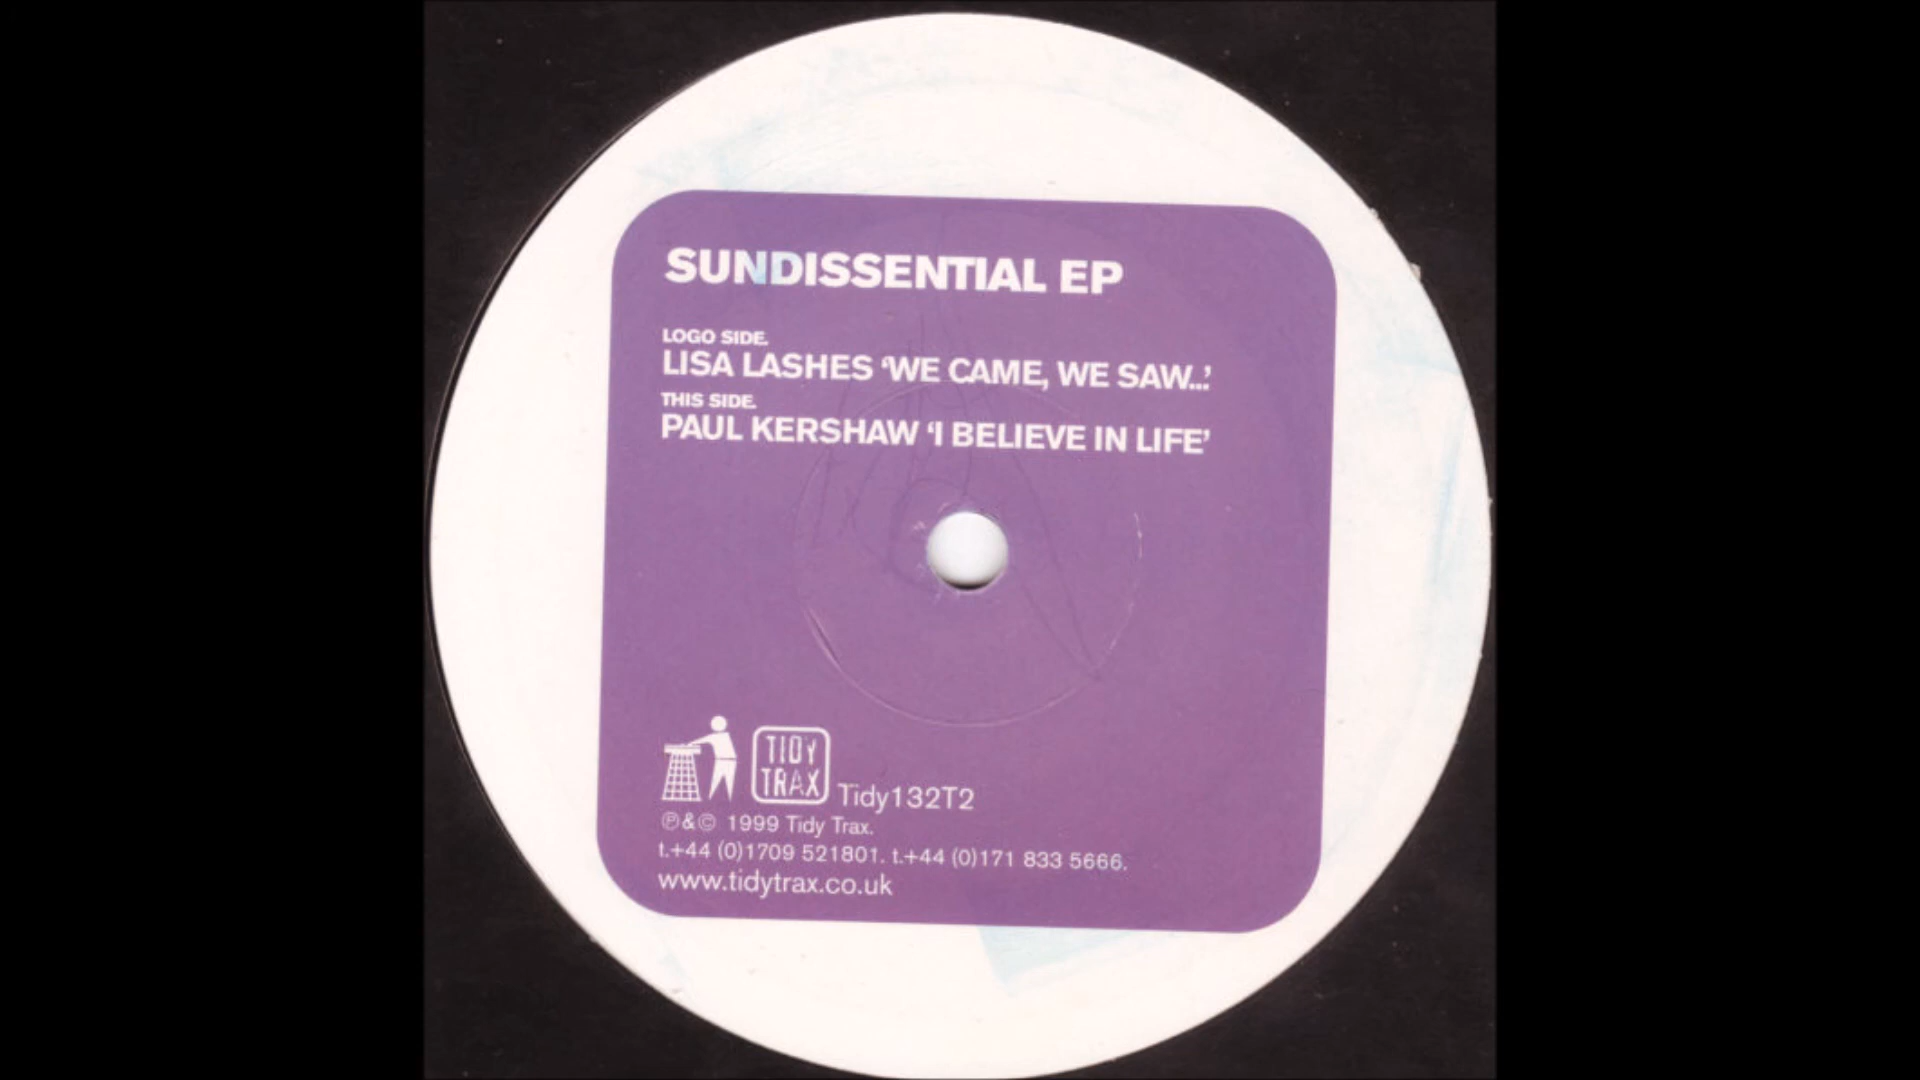 SUNDISSENTIAL EP
LOGO SIDE.
LISA LASHES ‘WE CAME, WE SAW...’
THIS SIDE.
PAUL KERSHAW ‘I BELIEVE IN LIFE’
TIDY
TRAX
Tidy132T2
℗&© 1999 Tidy Trax.
t.+44 (0)1709 521801. t.+44 (0)171 833 5666.
www.tidytrax.co.uk